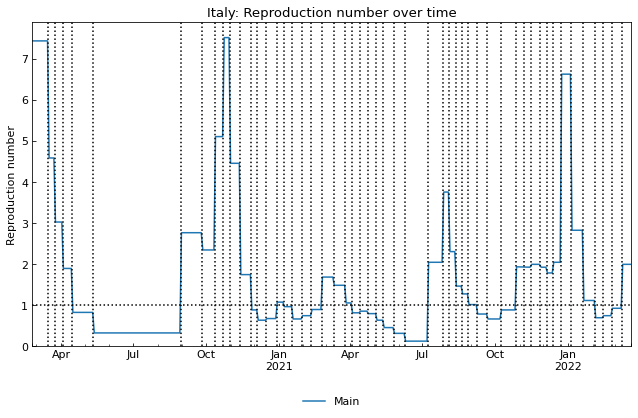 Italy: Reproduction number over time
Reproduction number
7
6
5
4
3
2
1
0
Apr Jul Oct Jan Apr Jul Oct Jan
2021 2022
Main